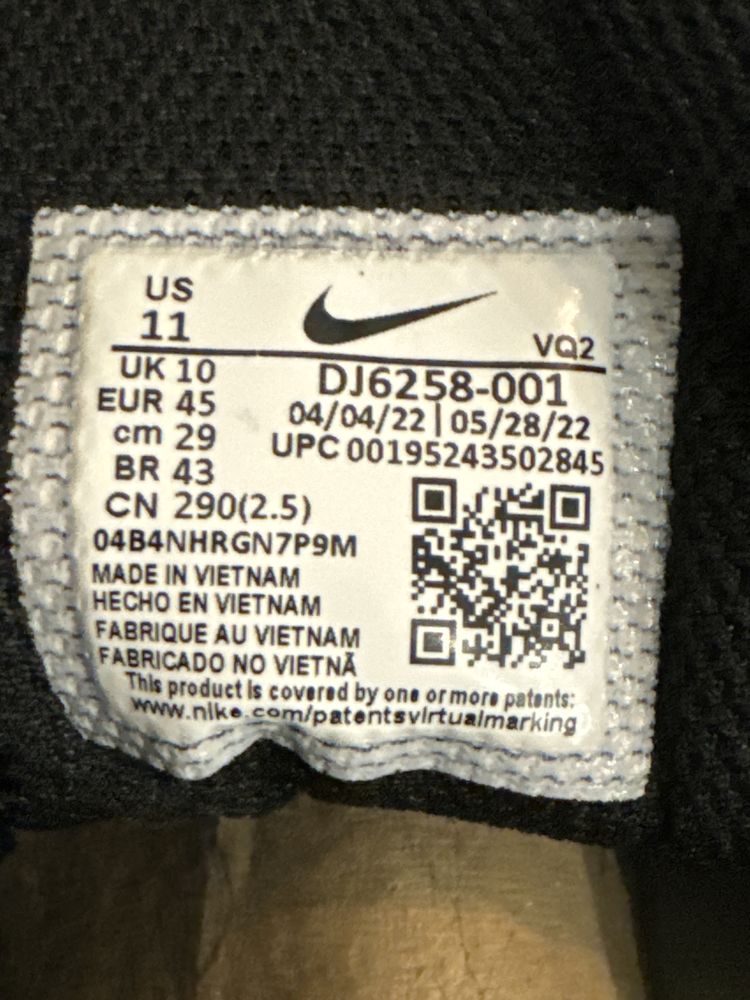 US
11
VQ2
UK 10
EUR 45
cm 29
BR 43
CN 290(2.5)
DJ6258-001
04/04/22 | 05/28/22
UPC 00195243502845
04B4NHRGN7P9M
MADE IN VIETNAM
HECHO EN VIETNAM
FABRIQUE AU VIETNAM
FABRICADO NO VIETNÃ
This product is covered by one or more patents:
www.nike.com/patentsvirtualmarking